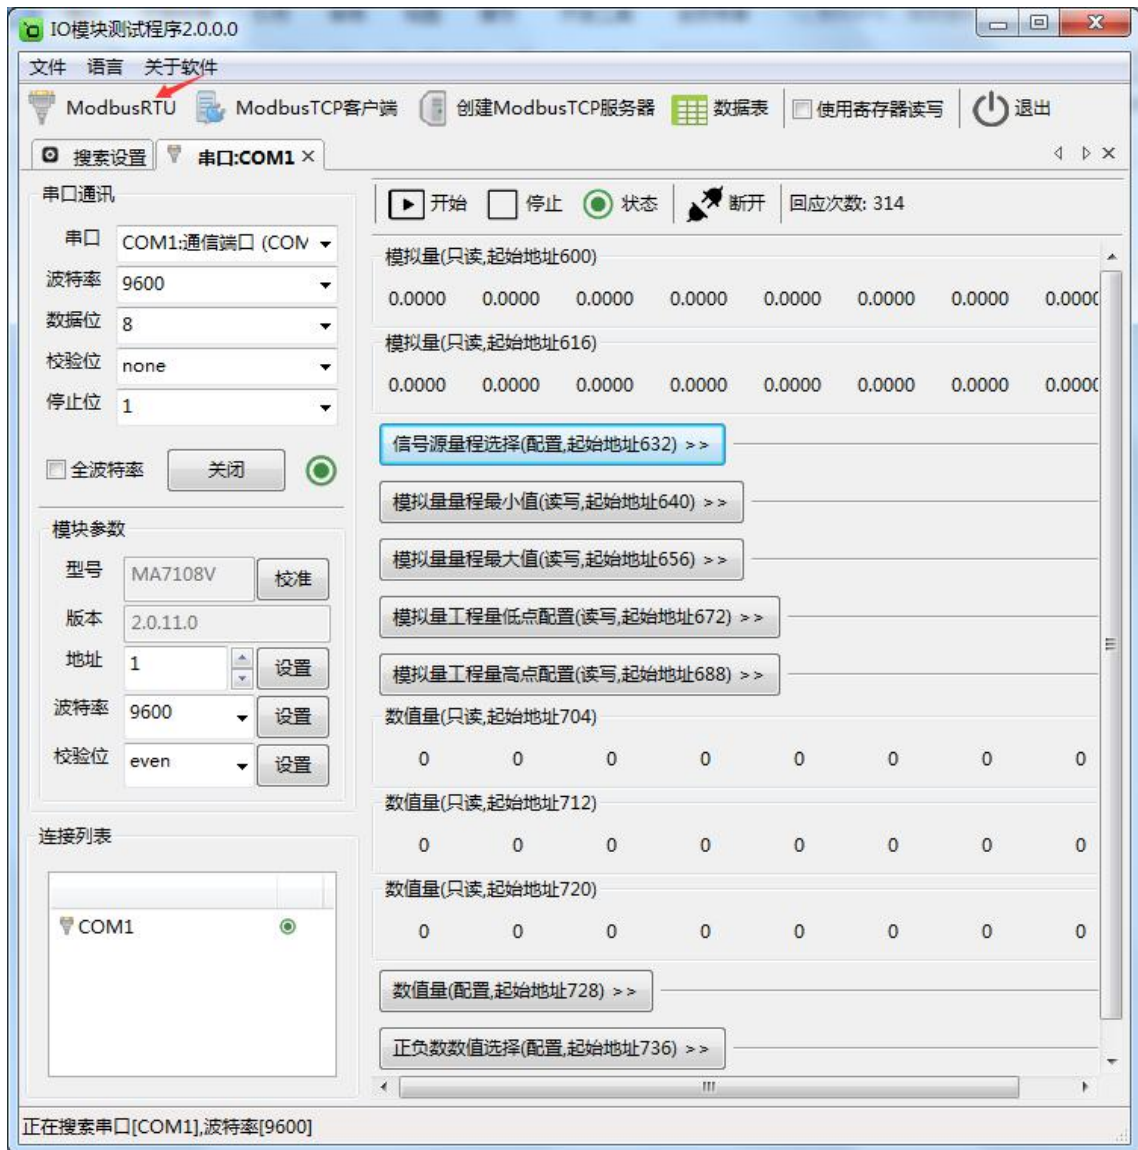 IO模块测试程序2.0.0.0
文件 语言 关于软件
ModbusRTU ModbusTCP客户端 创建ModbusTCP服务器 数据表 使用寄存器读写 退出
搜索设置 串口:COM1
串口通讯
串口 COM1:通信端口 (COM
波特率 9600
数据位 8
校验位 none
停止位 1
全波特率 关闭
模块参数
型号 MA7108V 校准
版本 2.0.11.0
地址 1 设置
波特率 9600 设置
校验位 even 设置
连接列表
COM1
开始 停止 状态 断开 回应次数: 314
模拟量(只读,起始地址600)
0.0000 0.0000 0.0000 0.0000 0.0000 0.0000 0.0000 0.0000
模拟量(只读,起始地址616)
0.0000 0.0000 0.0000 0.0000 0.0000 0.0000 0.0000 0.0000
信号源量程选择(配置,起始地址632) >>
模拟量量程最小值(读写,起始地址640) >>
模拟量量程最大值(读写,起始地址656) >>
模拟量工程量低点配置(读写,起始地址672) >>
模拟量工程量高点配置(读写,起始地址688) >>
数值量(只读,起始地址704)
0 0 0 0 0 0 0 0
数值量(只读,起始地址712)
0 0 0 0 0 0 0 0
数值量(只读,起始地址720)
0 0 0 0 0 0 0 0
数值量(配置,起始地址728) >>
正负数数值选择(配置,起始地址736) >>
正在搜索串口[COM1],波特率[9600]